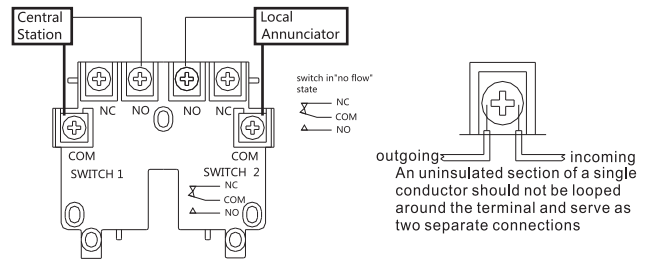 Central
Station
Local
Annunciator
switch in"no flow"
state
NC
COM
NO
NC NO NO NC
COM COM
SWITCH 1 SWITCH 2
NC
COM
NO
outgoing incoming
An uninsulated section of a single
conductor should not be looped
around the terminal and serve as
two separate connections